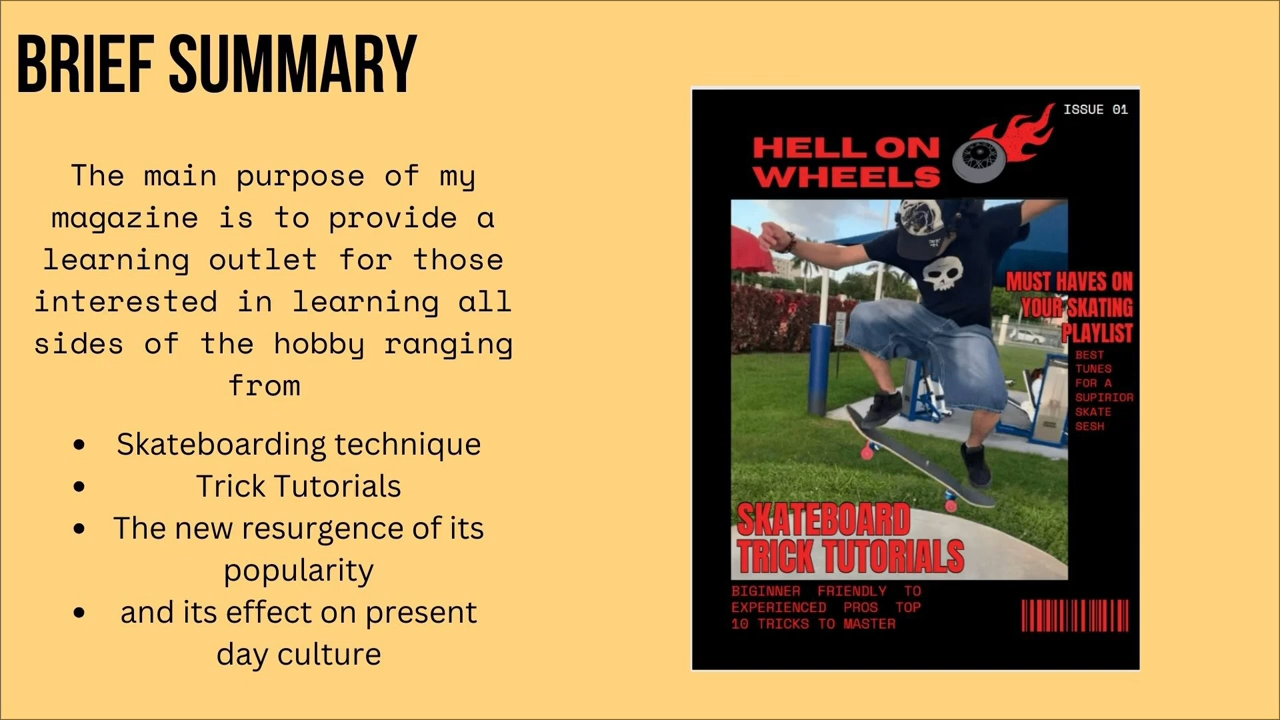 BRIEF SUMMARY
The main purpose of my
magazine is to provide a
learning outlet for those
interested in learning all
sides of the hobby ranging
from
• Skateboarding technique
• Trick Tutorials
• The new resurgence of its
popularity
• and its effect on present
day culture
ISSUE 01
HELL ON
WHEELS
MUST HAVES ON
YOUR SKATING
PLAYLIST
BEST
TUNES
FOR A
SUPIRIOR
SKATE
SESH
SKATEBOARD
TRICK TUTORIALS
BIGINNER FRIENDLY TO
EXPERIENCED PROS TOP
10 TRICKS TO MASTER